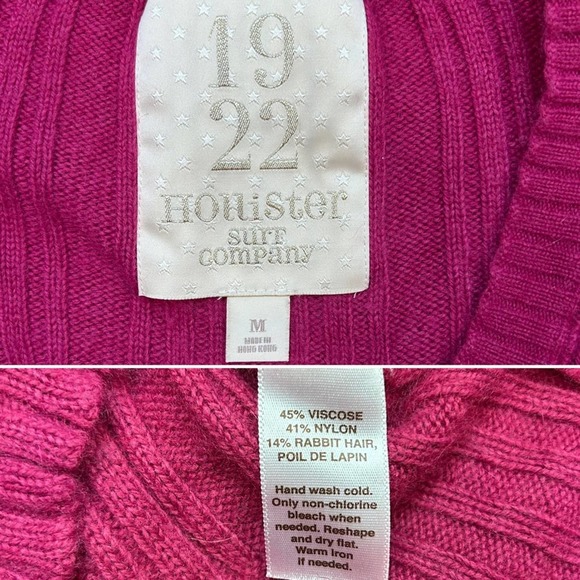 19
22
Hollister
surf
company
M
MADE IN
HONG KONG
45% VISCOSE
41% NYLON
14% RABBIT HAIR,
POIL DE LAPIN
Hand wash cold.
Only non-chlorine
bleach when
needed. Reshape
and dry flat.
Warm iron
if needed.